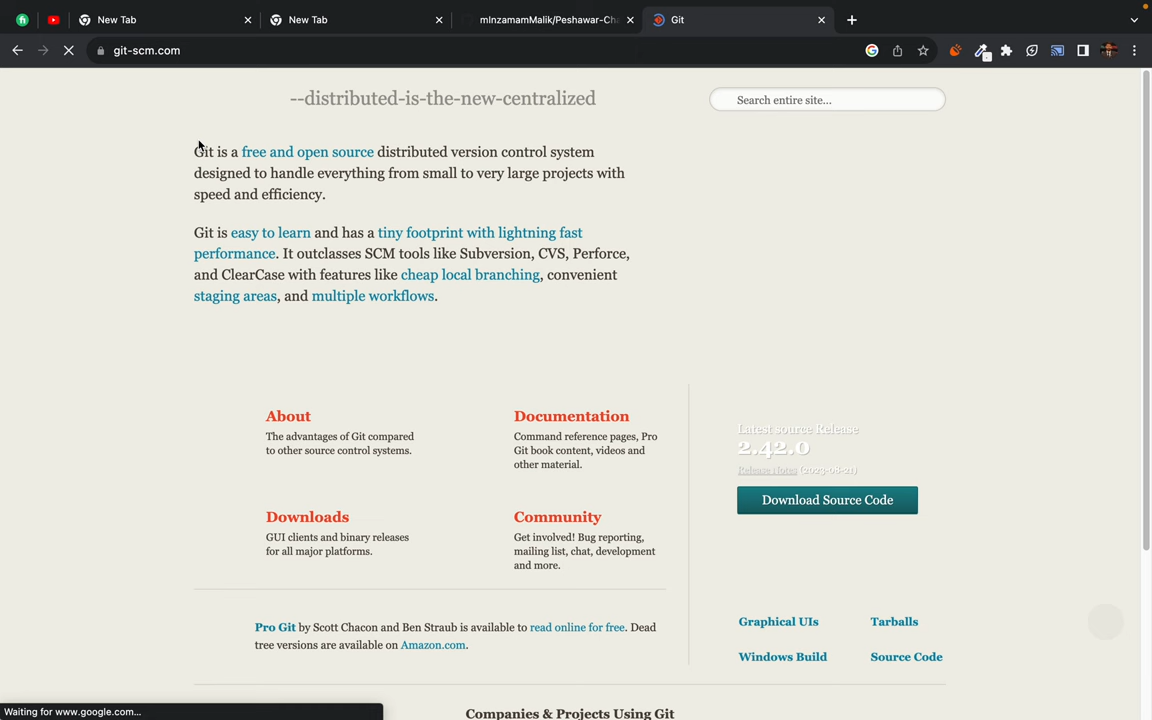 New Tab
New Tab
mInzamamMalik/Peshawar-Cha
Git
git-scm.com
--distributed-is-the-new-centralized
Search entire site...
Git is a free and open source distributed version control system
designed to handle everything from small to very large projects with
speed and efficiency.
Git is easy to learn and has a tiny footprint with lightning fast
performance. It outclasses SCM tools like Subversion, CVS, Perforce,
and ClearCase with features like cheap local branching, convenient
staging areas, and multiple workflows.
About
The advantages of Git compared
to other source control systems.
Documentation
Command reference pages, Pro
Git book content, videos and
other material.
Latest source Release
2.42.0
Release Notes (2023-08-21)
Download Source Code
Downloads
GUI clients and binary releases
for all major platforms.
Community
Get involved! Bug reporting,
mailing list, chat, development
and more.
Pro Git by Scott Chacon and Ben Straub is available to read online for free. Dead
tree versions are available on Amazon.com.
Graphical UIs
Tarballs
Windows Build
Source Code
Companies & Projects Using Git
Waiting for www.google.com...